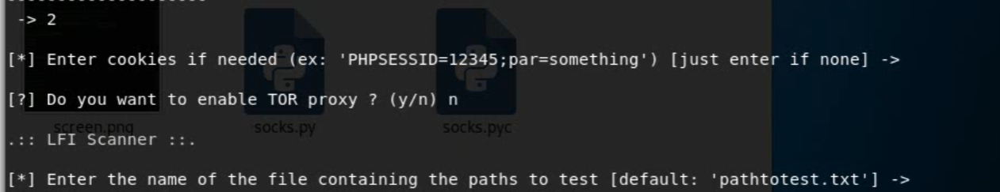 -> 2
[*] Enter cookies if needed (ex: 'PHPSESSID=12345;par=something') [just enter if none] ->
[?] Do you want to enable TOR proxy ? (y/n) n
screen.png socks.py socks.pyc
.:: LFI Scanner ::.
[*] Enter the name of the file containing the paths to test [default: 'pathtotest.txt'] ->